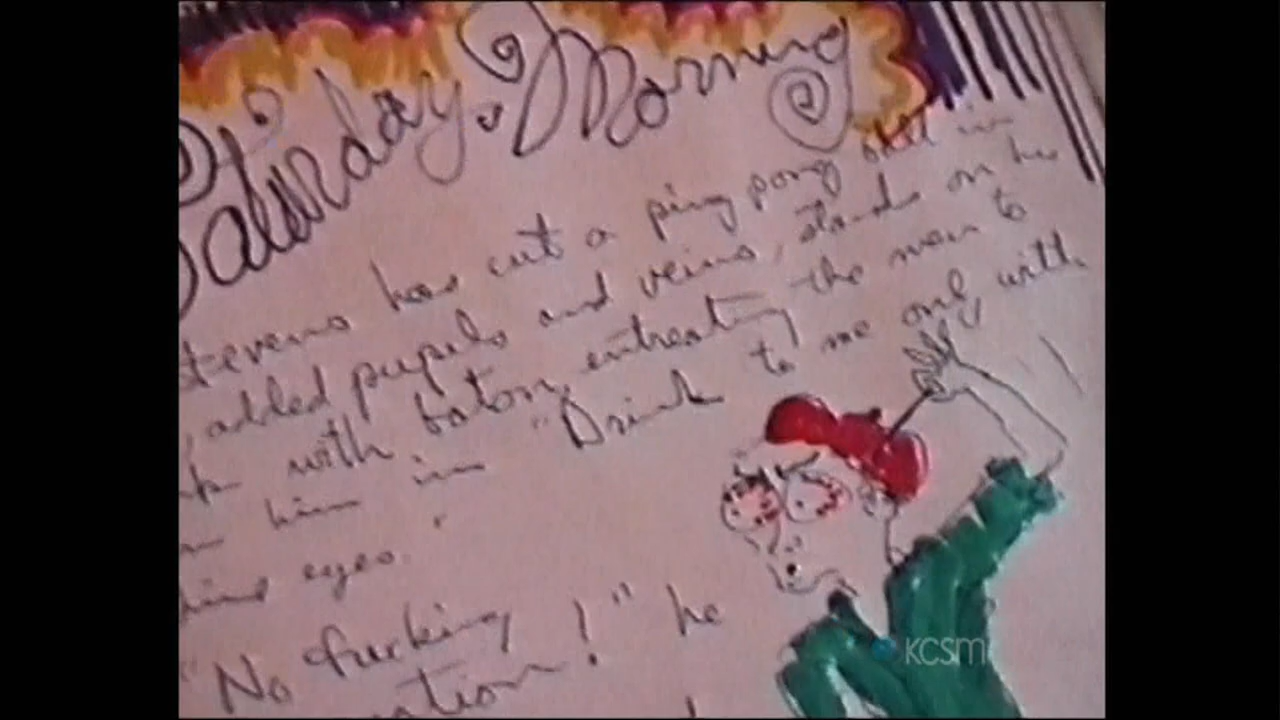 Saturday Morning
Stevens has cut a ping pong ball in
, added pupils and veins, stands on his
with baton, entreating the men to
him in "Drink to me only with
eyes.
"No fucking
ation!" he
KCSM